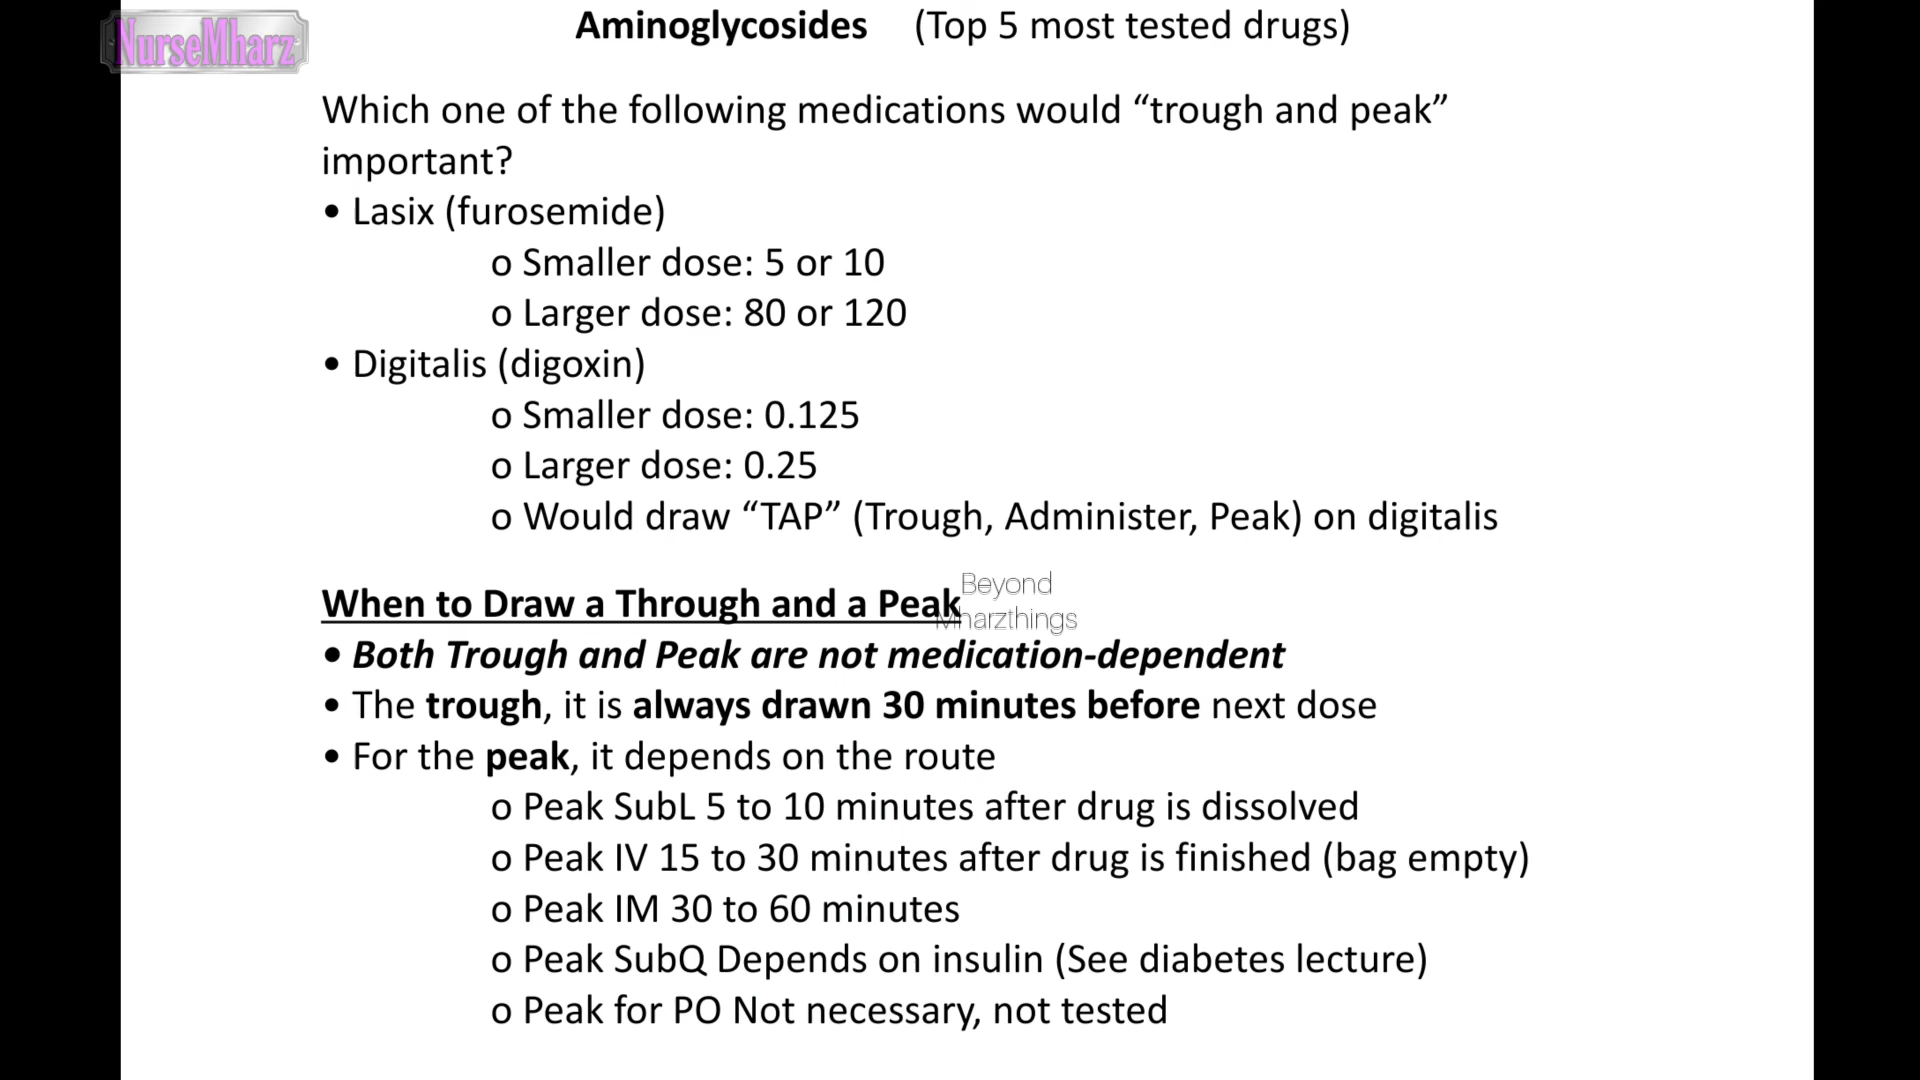 NurseMharz
Aminoglycosides (Top 5 most tested drugs)
Which one of the following medications would “trough and peak”
important?
• Lasix (furosemide)
o Smaller dose: 5 or 10
o Larger dose: 80 or 120
• Digitalis (digoxin)
o Smaller dose: 0.125
o Larger dose: 0.25
o Would draw “TAP” (Trough, Administer, Peak) on digitalis
When to Draw a Through and a Peak
Beyond
Mharzthings
• Both Trough and Peak are not medication-dependent
• The trough, it is always drawn 30 minutes before next dose
• For the peak, it depends on the route
o Peak SubL 5 to 10 minutes after drug is dissolved
o Peak IV 15 to 30 minutes after drug is finished (bag empty)
o Peak IM 30 to 60 minutes
o Peak SubQ Depends on insulin (See diabetes lecture)
o Peak for PO Not necessary, not tested